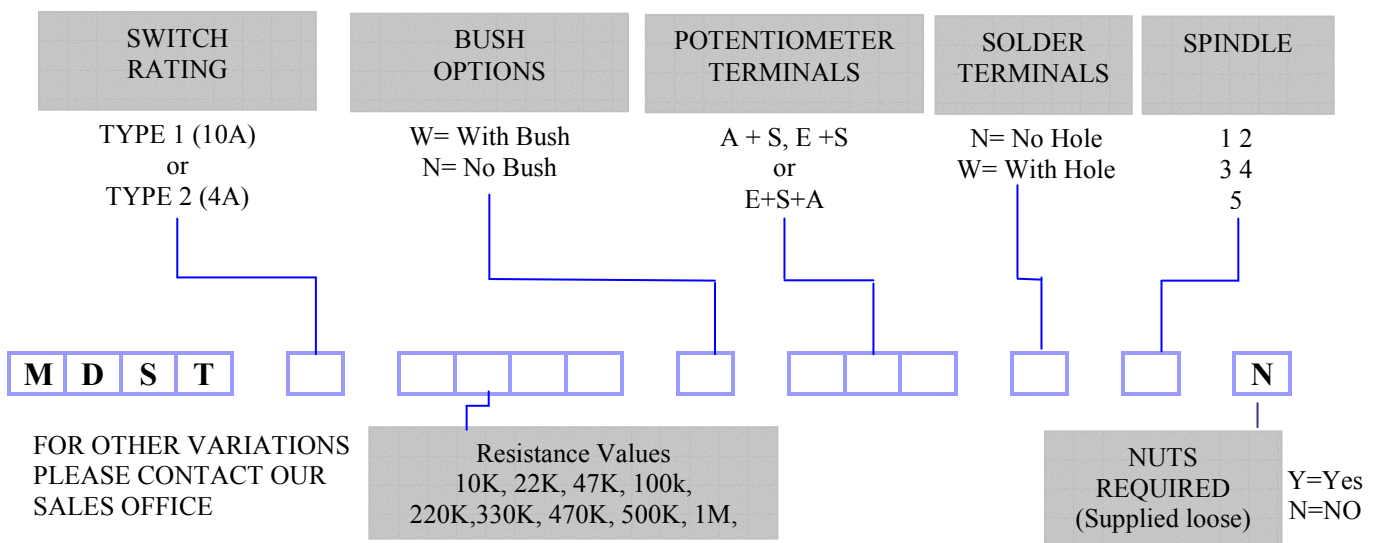 SWITCH
RATING
BUSH
OPTIONS
POTENTIOMETER
TERMINALS
SOLDER
TERMINALS
SPINDLE
TYPE 1 (10A)
or
TYPE 2 (4A)
W= With Bush
N= No Bush
A + S, E +S
or
E+S+A
N= No Hole
W= With Hole
1 2
3 4
5
M D S T
N
FOR OTHER VARIATIONS
PLEASE CONTACT OUR
SALES OFFICE
Resistance Values
10K, 22K, 47K, 100k,
220K,330K, 470K, 500K, 1M,
NUTS
REQUIRED
(Supplied loose)
Y=Yes
N=NO